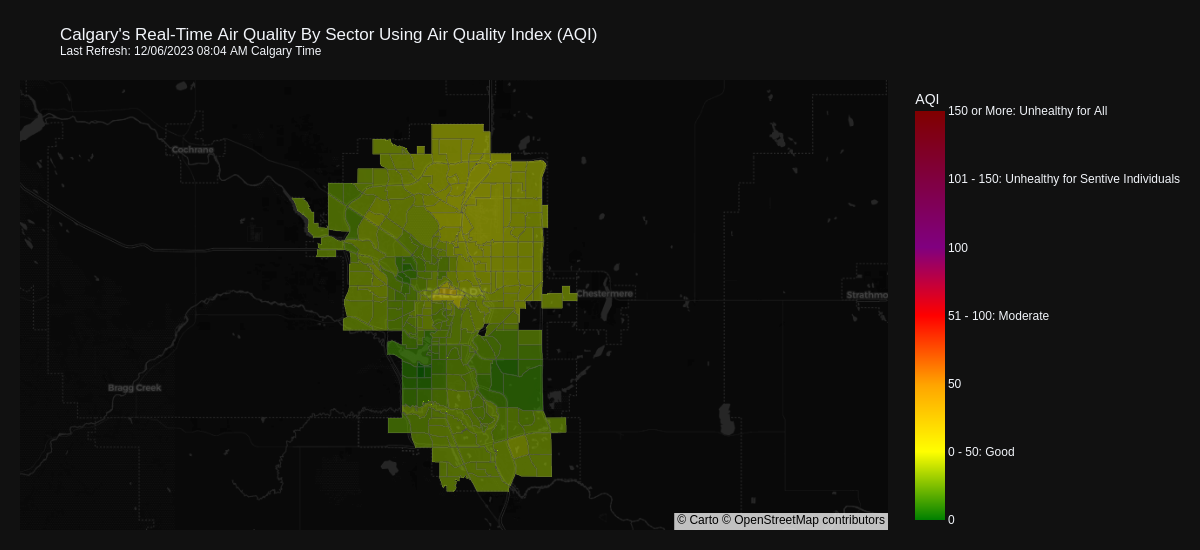 Calgary's Real-Time Air Quality By Sector Using Air Quality Index (AQI)
Last Refresh: 12/06/2023 08:04 AM Calgary Time
AQI
150 or More: Unhealthy for All
Cochrane
101 - 150: Unhealthy for Sentive Individuals
100
Chestermere
Strathmo
51 - 100: Moderate
Bragg Creek
50
0 - 50: Good
0
© Carto © OpenStreetMap contributors